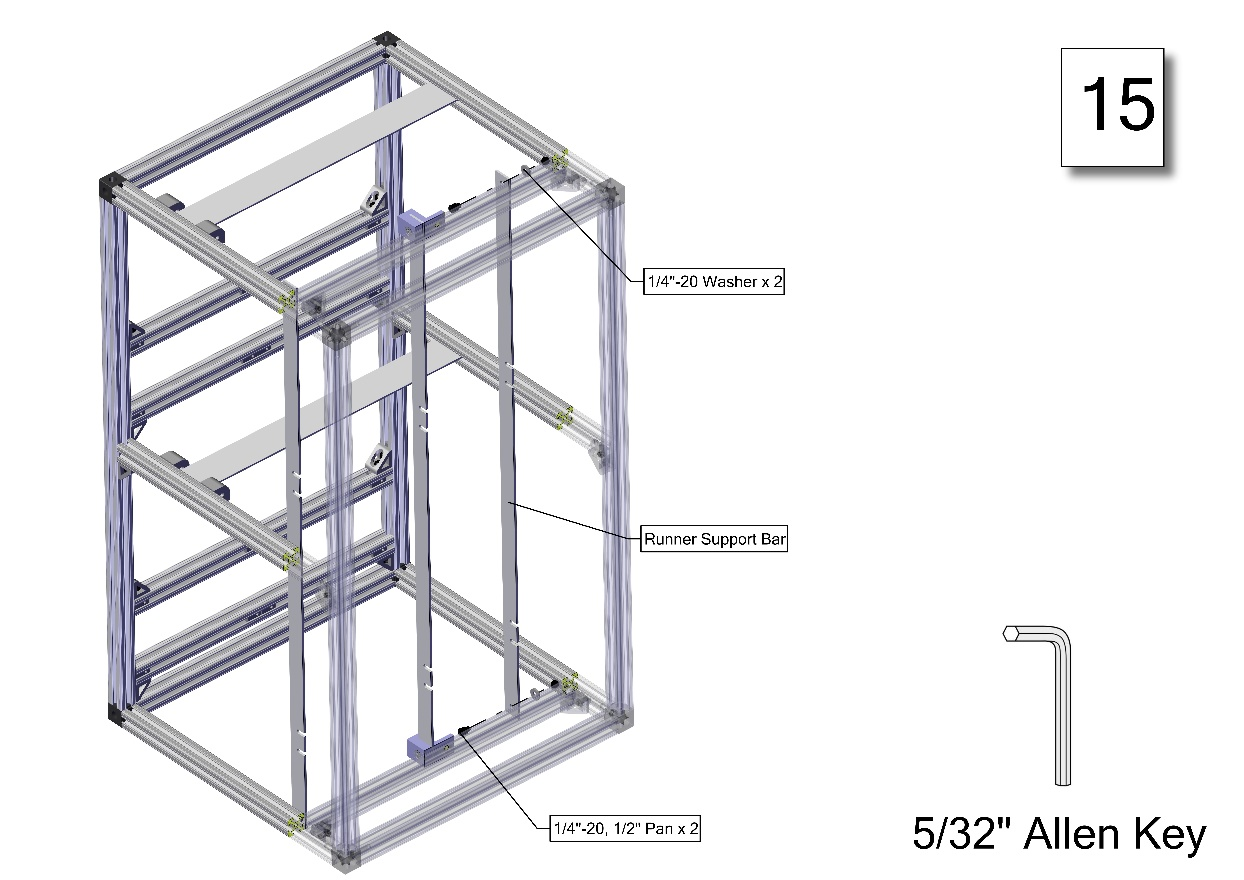 15
1/4"-20 Washer x 2
Runner Support Bar
1/4"-20, 1/2" Pan x 2
5/32" Allen Key